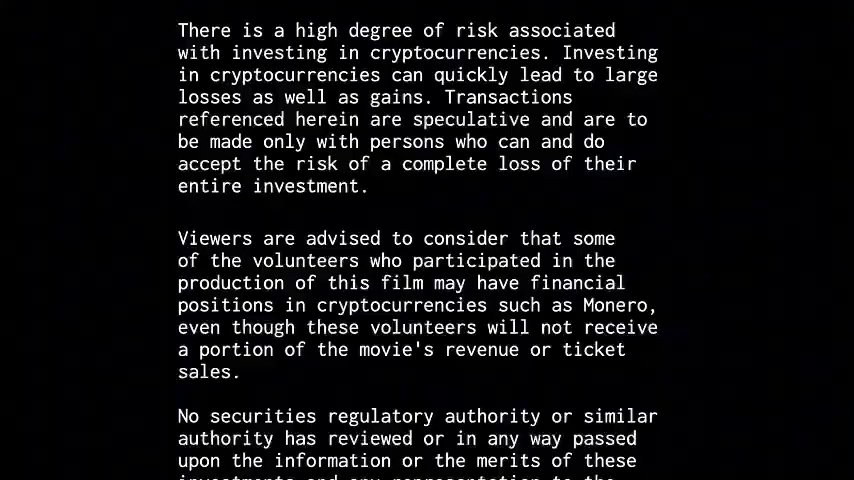 There is a high degree of risk associated
with investing in cryptocurrencies. Investing
in cryptocurrencies can quickly lead to large
losses as well as gains. Transactions
referenced herein are speculative and are to
be made only with persons who can and do
accept the risk of a complete loss of their
entire investment.
Viewers are advised to consider that some
of the volunteers who participated in the
production of this film may have financial
positions in cryptocurrencies such as Monero,
even though these volunteers will not receive
a portion of the movie's revenue or ticket
sales.
No securities regulatory authority or similar
authority has reviewed or in any way passed
upon the information or the merits of these